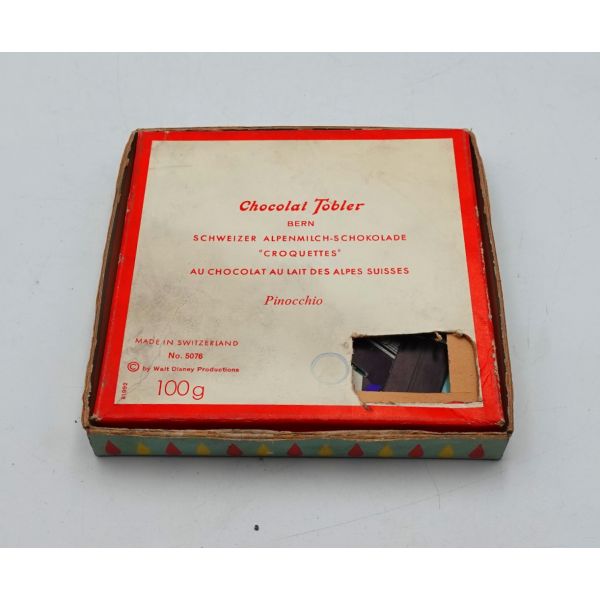 Chocolat Tobler
BERN
SCHWEIZER ALPENMILCH-SCHOKOLADE
"CROQUETTES"
AU CHOCOLAT AU LAIT DES ALPES SUISSES
Pinocchio
MADE IN SWITZERLAND
No. 5076
© by Walt Disney Productions
100g